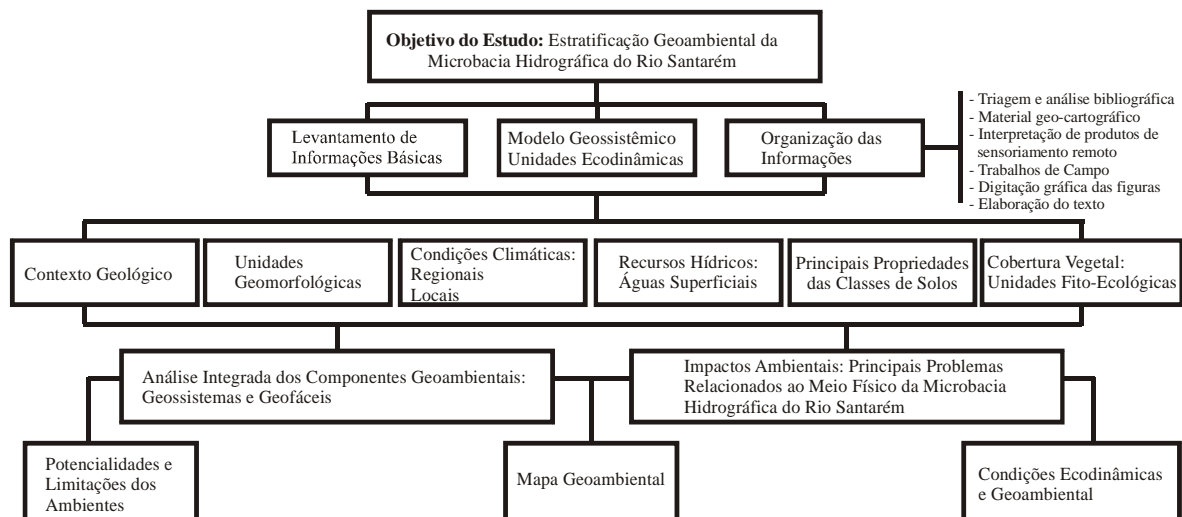 Objetivo do Estudo: Estratificação Geoambiental da
Microbacia Hidrográfica do Rio Santarém
Levantamento de
Informações Básicas
Modelo Geossistêmico
Unidades Ecodinâmicas
Organização das
Informações
- Triagem e análise bibliográfica
- Material geo-cartográfico
- Interpretação de produtos de
sensoriamento remoto
- Trabalhos de Campo
- Digitação gráfica das figuras
- Elaboração do texto
Contexto Geológico
Unidades
Geomorfológicas
Condições Climáticas:
Regionais
Locais
Recursos Hídricos:
Águas Superficiais
Principais Propriedades
das Classes de Solos
Cobertura Vegetal:
Unidades Fito-Ecológicas
Análise Integrada dos Componentes Geoambientais:
Geossistemas e Geofáceis
Impactos Ambientais: Principais Problemas
Relacionados ao Meio Físico da Microbacia
Hidrográfica do Rio Santarém
Potencialidades e
Limitações dos
Ambientes
Mapa Geoambiental
Condições Ecodinâmicas
e Geoambiental